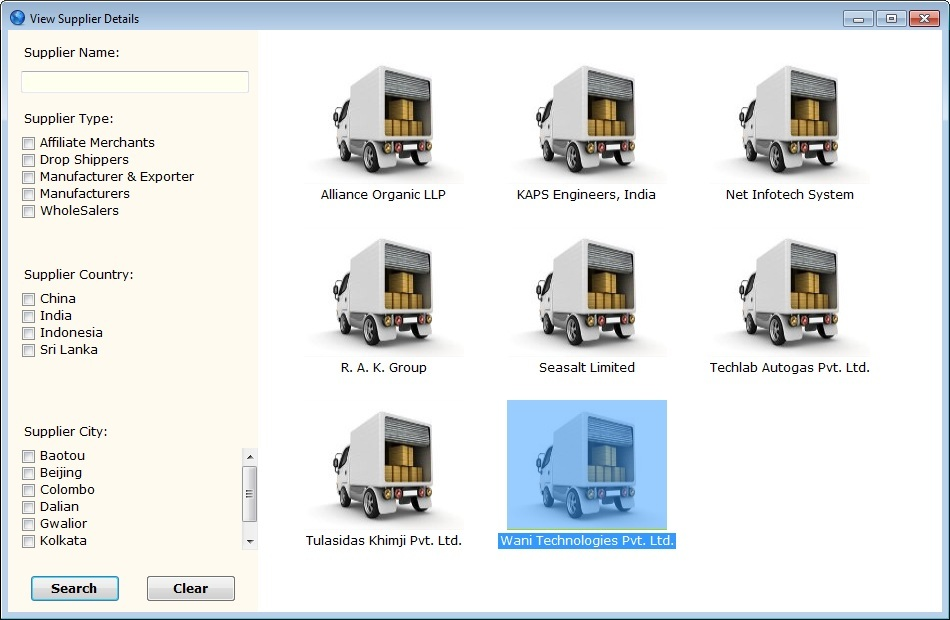 View Supplier Details
Supplier Name:
Supplier Type:
Affiliate Merchants
Drop Shippers
Manufacturer & Exporter
Manufacturers
WholeSalers
Supplier Country:
China
India
Indonesia
Sri Lanka
Supplier City:
Baotou
Beijing
Colombo
Dalian
Gwalior
Kolkata
Search Clear
Alliance Organic LLP
KAPS Engineers, India
Net Infotech System
R. A. K. Group
Seasalt Limited
Techlab Autogas Pvt. Ltd.
Tulasidas Khimji Pvt. Ltd.
Wani Technologies Pvt. Ltd.